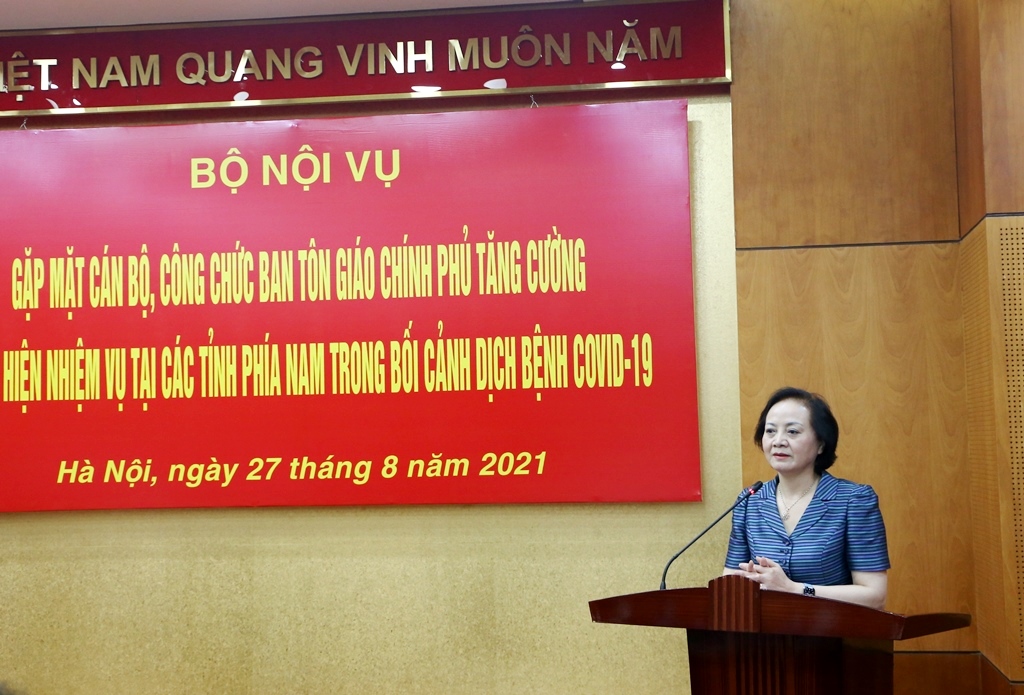 VIỆT NAM QUANG VINH MUÔN NĂM
BỘ NỘI VỤ
GẶP MẶT CÁN BỘ, CÔNG CHỨC BAN TÔN GIÁO CHÍNH PHỦ TĂNG CƯỜNG
HIỆN NHIỆM VỤ TẠI CÁC TỈNH PHÍA NAM TRONG BỐI CẢNH DỊCH BỆNH COVID-19
Hà Nội, ngày 27 tháng 8 năm 2021